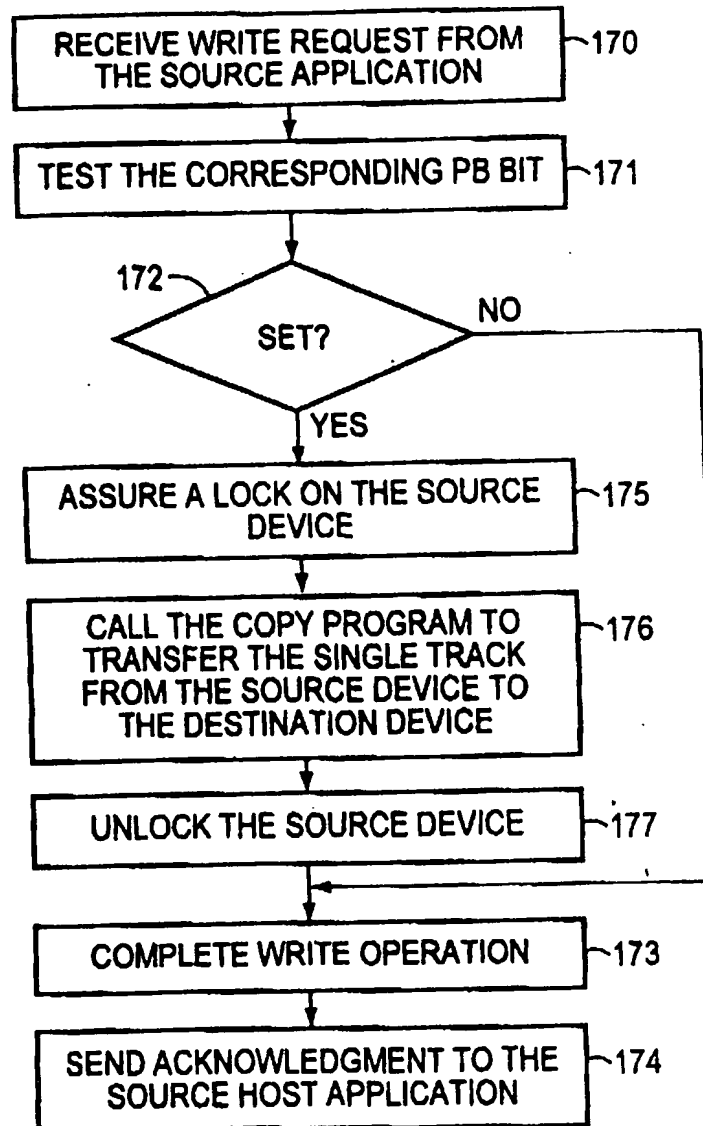 RECEIVE WRITE REQUEST FROM
THE SOURCE APPLICATION
170
TEST THE CORRESPONDING PB BIT
171
172
SET?
NO
YES
ASSURE A LOCK ON THE SOURCE
DEVICE
175
CALL THE COPY PROGRAM TO
TRANSFER THE SINGLE TRACK
FROM THE SOURCE DEVICE TO
THE DESTINATION DEVICE
176
UNLOCK THE SOURCE DEVICE
177
COMPLETE WRITE OPERATION
173
SEND ACKNOWLEDGMENT TO THE
SOURCE HOST APPLICATION
174